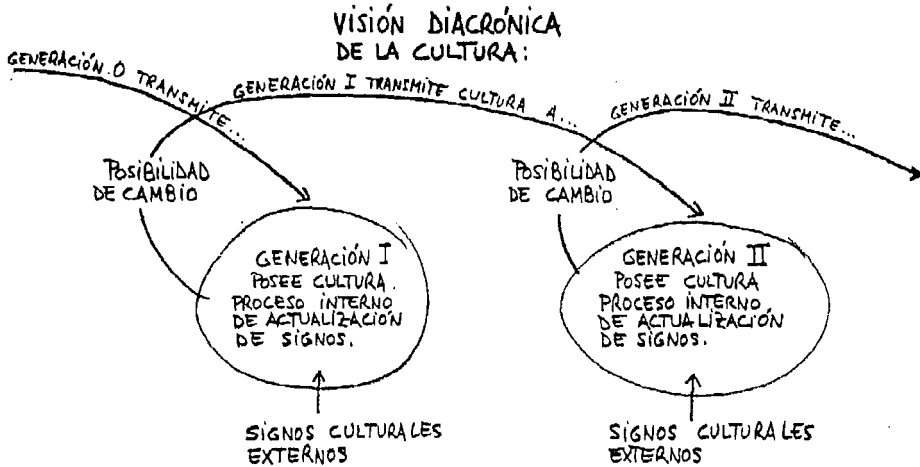 VISIÓN DIACRÓNICA
DE LA CULTURA:
GENERACIÓN O TRANSMITE...
GENERACIÓN I TRANSMITE CULTURA A...
GENERACIÓN II TRANSMITE...
POSIBILIDAD
DE CAMBIO
POSIBILIDAD
DE CAMBIO
GENERACIÓN I
POSEE CULTURA.
PROCESO INTERNO
DE ACTUALIZACIÓN
DE SIGNOS.
GENERACIÓN II
POSEE CULTURA
PROCESO INTERNO
DE ACTUALIZACIÓN
DE SIGNOS.
SIGNOS CULTURALES
EXTERNOS
SIGNOS CULTURALES
EXTERNOS